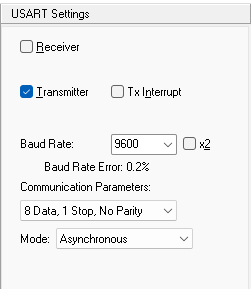 USART Settings
Receiver
Transmitter Tx Interrupt
Baud Rate: 9600 x2
Baud Rate Error: 0.2%
Communication Parameters:
8 Data, 1 Stop, No Parity
Mode: Asynchronous